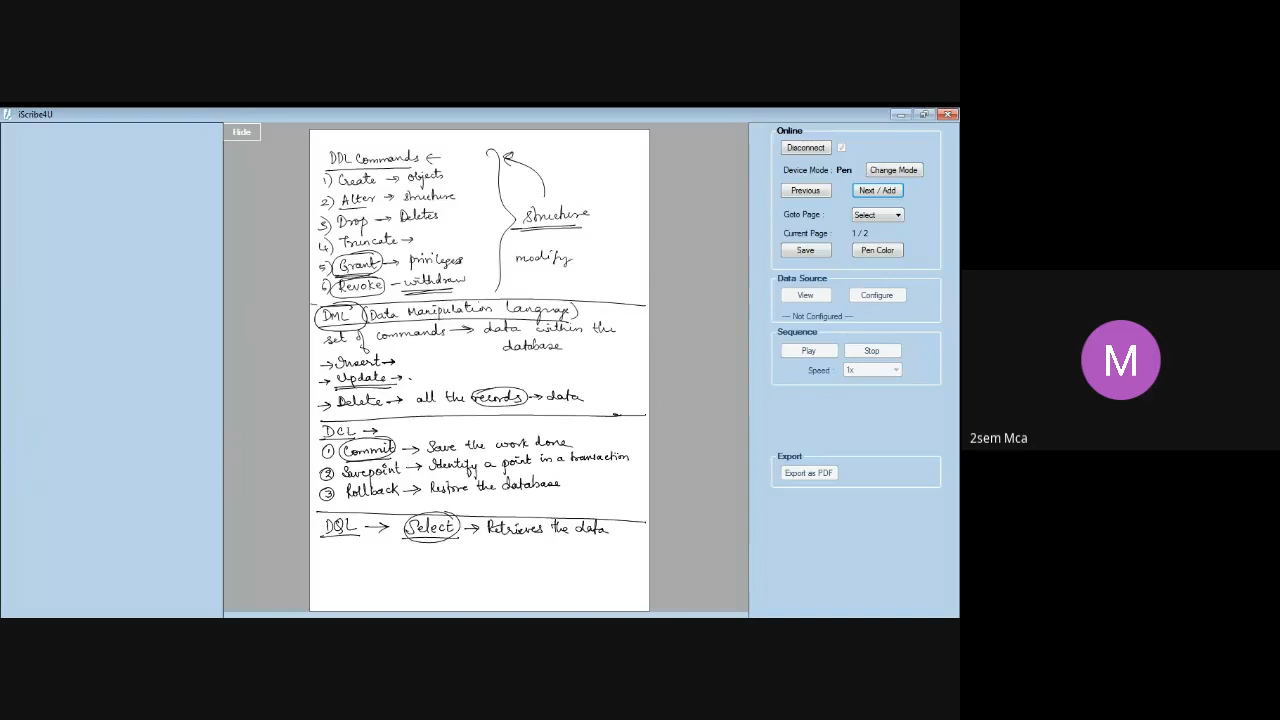 iScribe4U
Hide
DDL Commands ←
1) Create → objects
2) Alter → structure
3) Drop → Deletes
4) Truncate →
5) Grant → privileges
6) Revoke – withdraw
structure
modify
DML (Data Manipulation Language)
set of commands → data within the
database
→ Insert →
→ Update → .
→ Delete → all the records → data
DCL →
① Commit → Save the work done
② Savepoint → Identify a point in a transaction
③ Rollback → Restore the database
DQL → Select → Retrieves the data
Online
Disconnect
Device Mode : Pen
Change Mode
Previous
Next / Add
Goto Page :
Select
Current Page :
1 / 2
Save
Pen Color
Data Source
View
Configure
--- Not Configured ---
Sequence
Play
Stop
Speed :
1x
Export
Export as PDF
M
2sem Mca